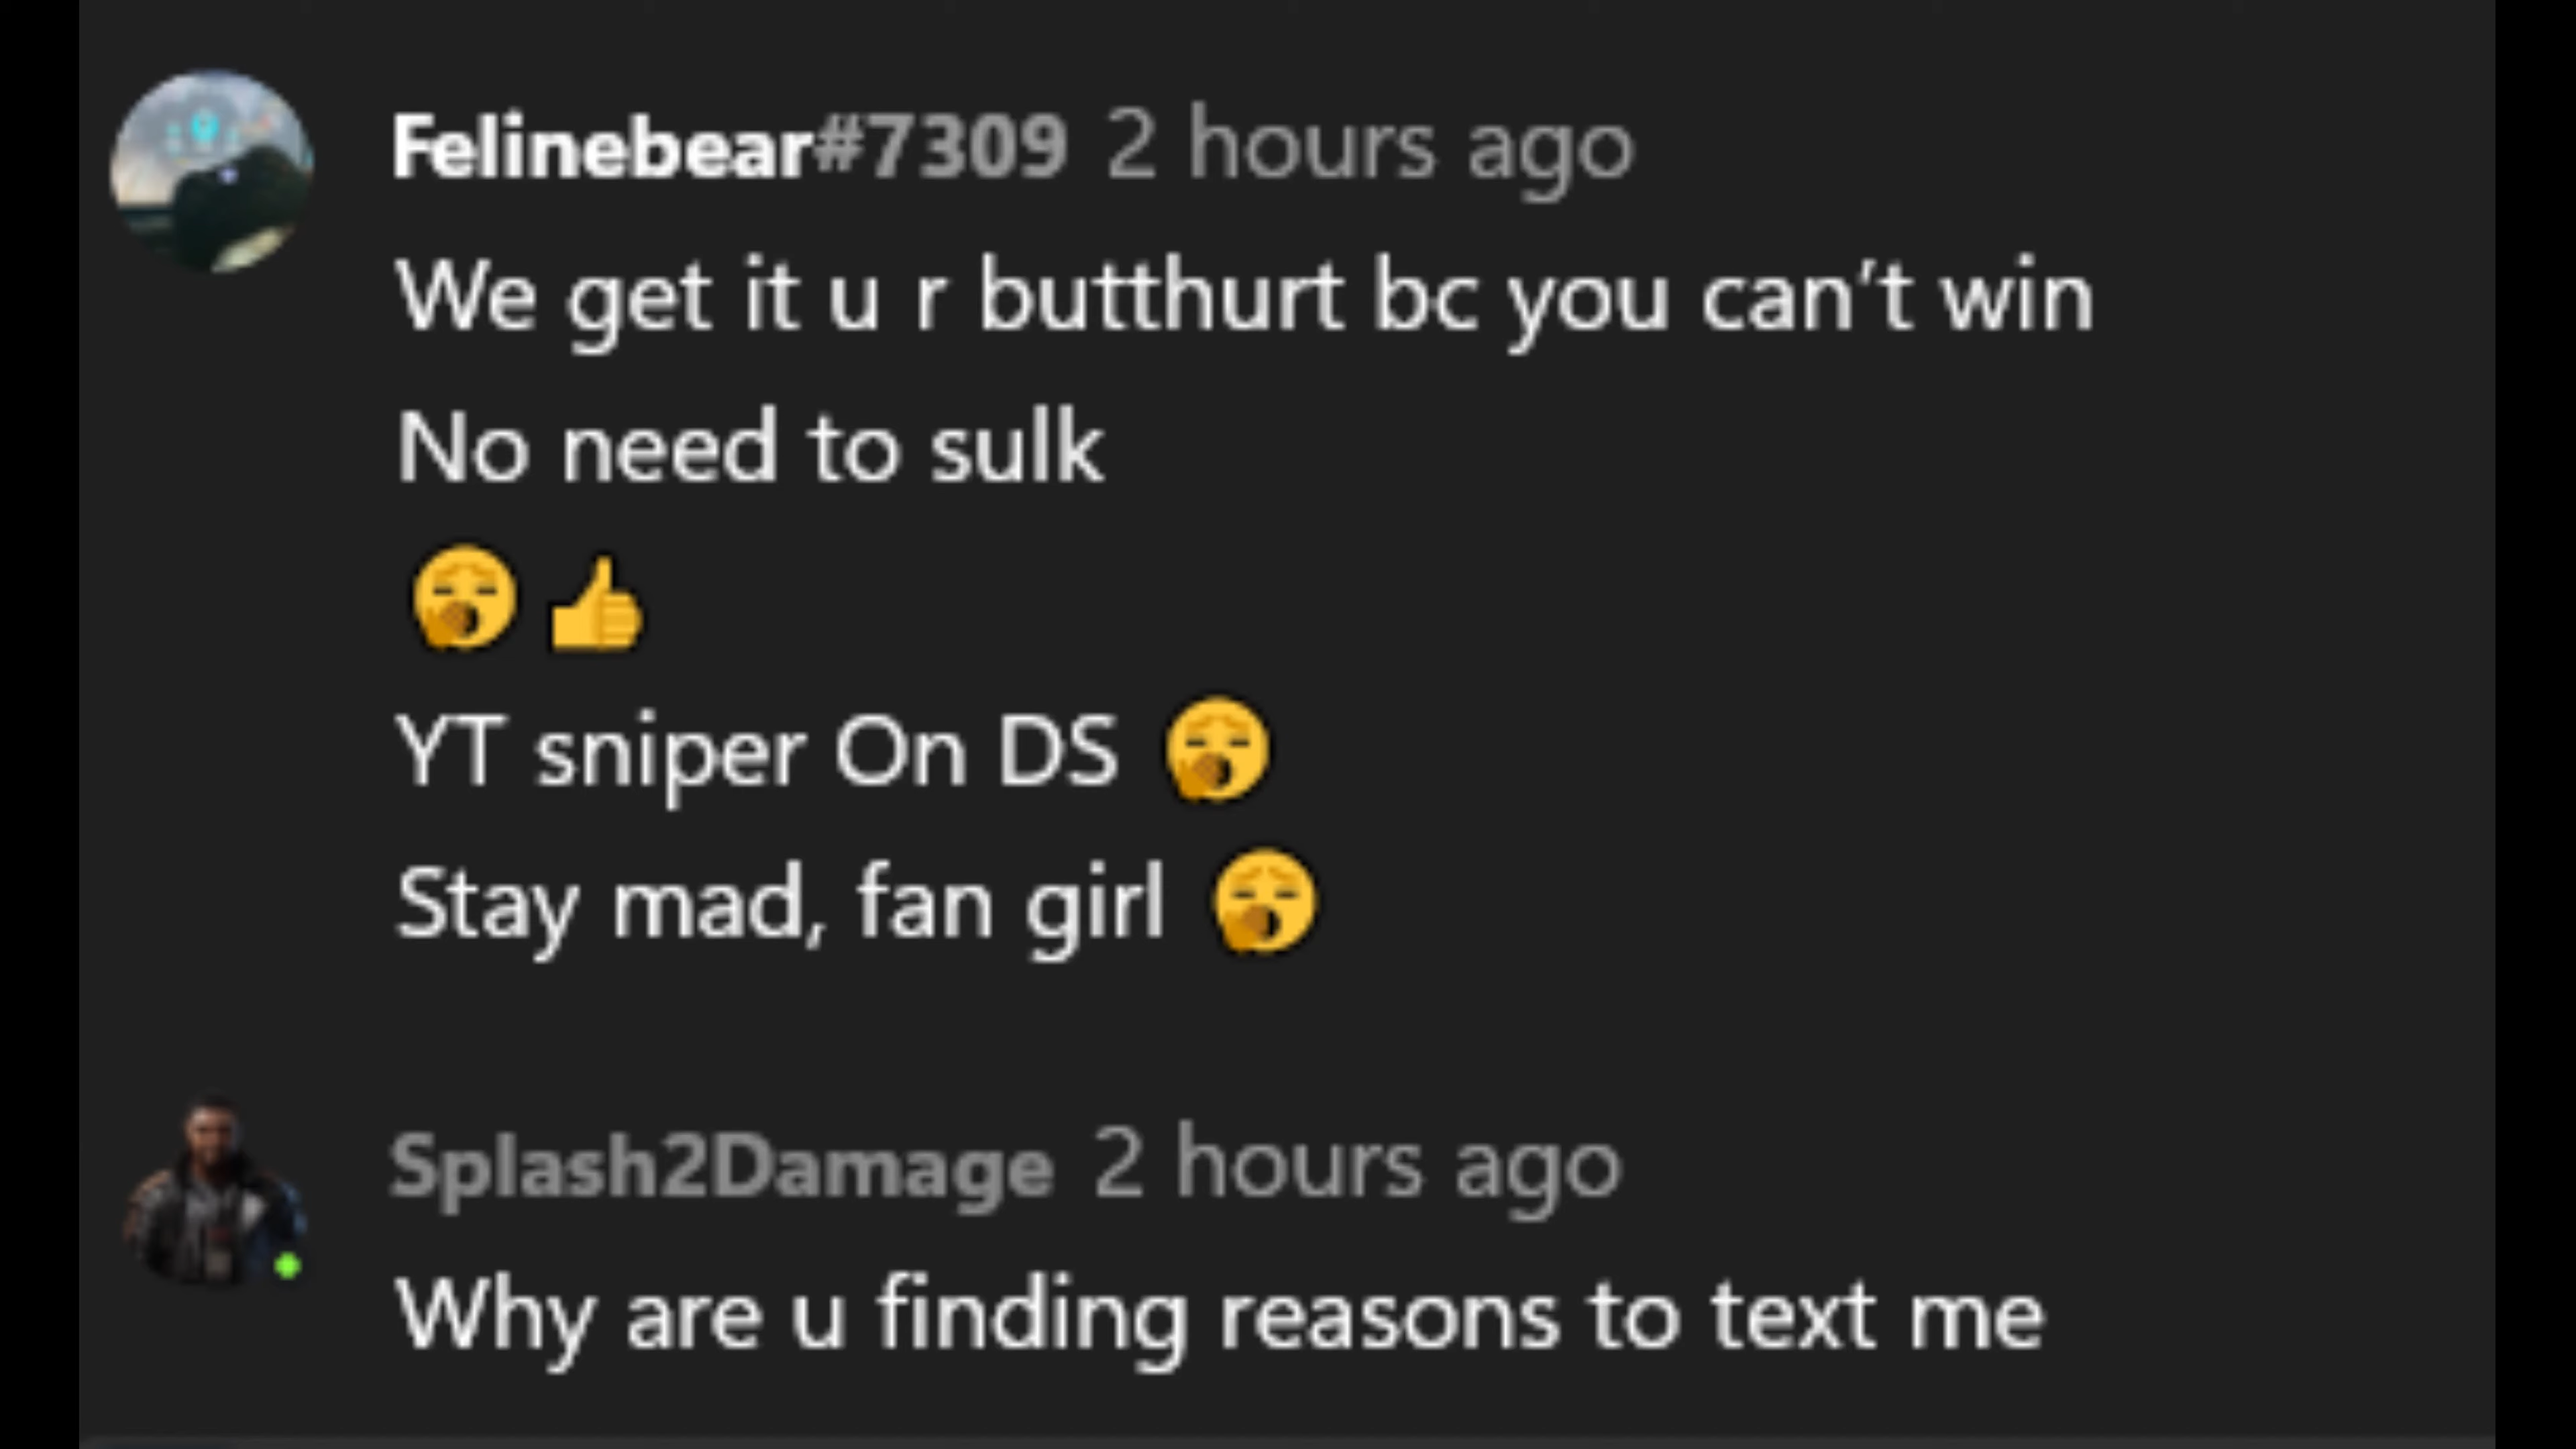 Felinebear#7309 2 hours ago
We get it u r butthurt bc you can't win
No need to sulk
🥱👍
YT sniper On DS 🥱
Stay mad, fan girl 🥱
Splash2Damage 2 hours ago
Why are u finding reasons to text me